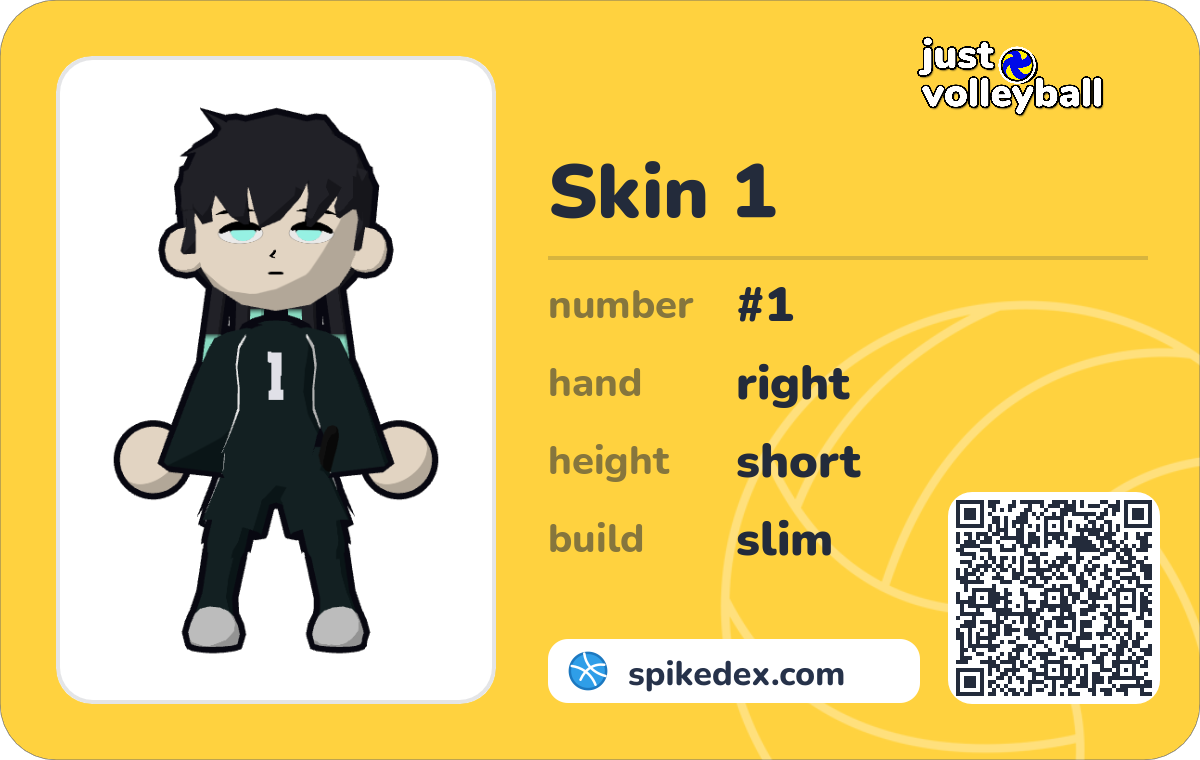 just
volleyball
Skin 1
number #1
hand right
height short
build slim
1
spikedex.com